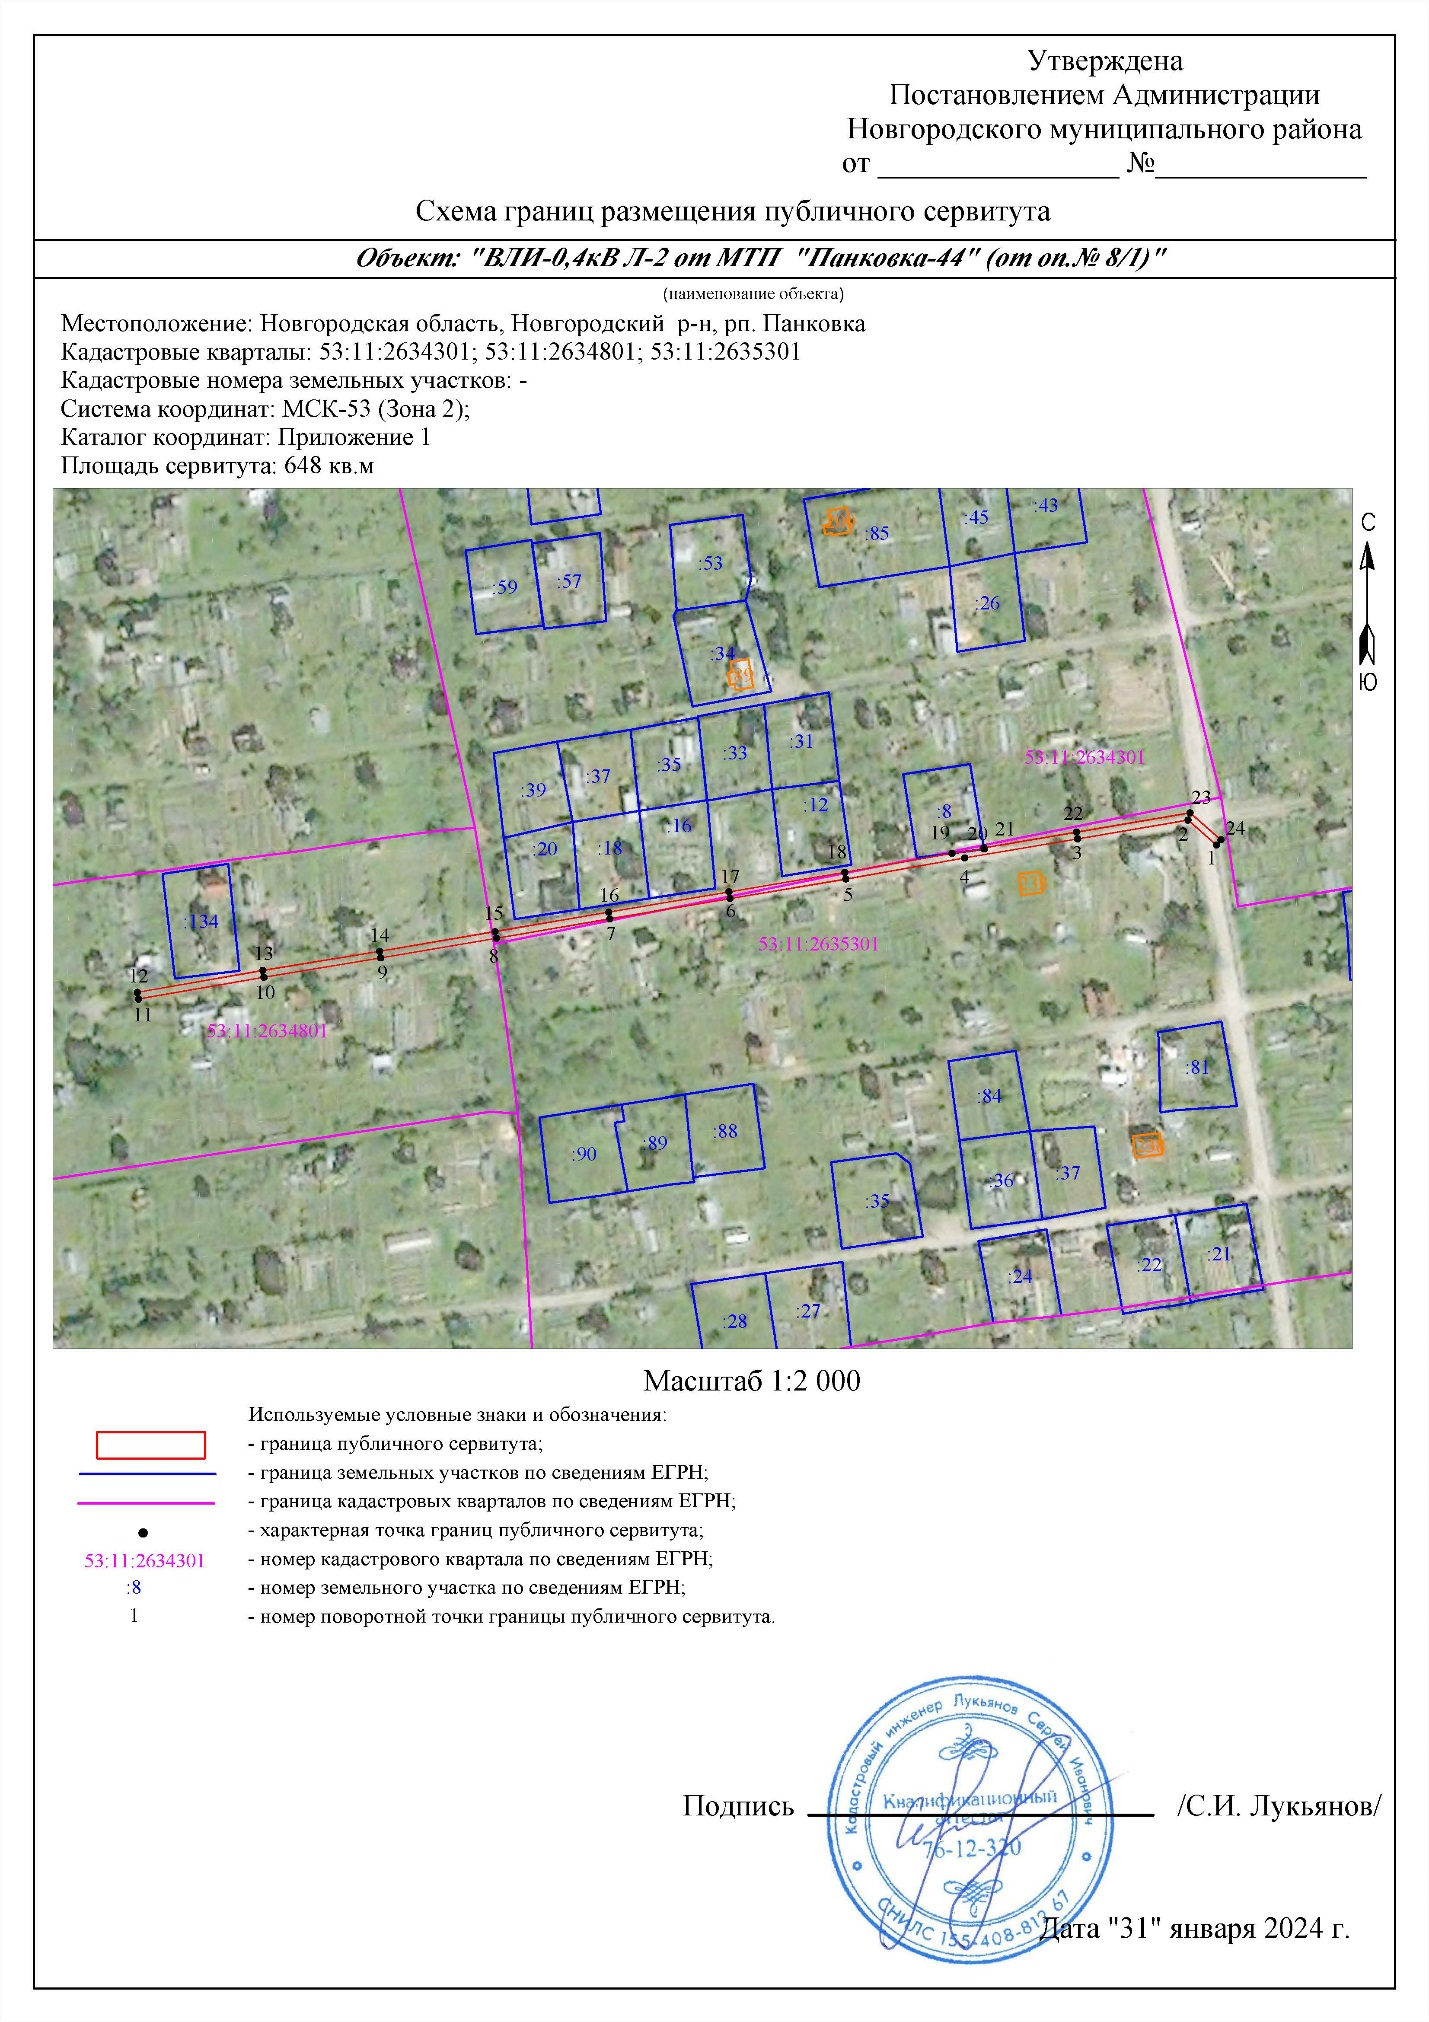 Утверждена
Постановлением Администрации
Новгородского муниципального района
от ________________ №______________
Схема границ размещения публичного сервитута
Объект: "ВЛИ-0,4кВ Л-2 от МТП "Панковка-44" (от оп.№ 8/1)"
(наименование объекта)
Местоположение: Новгородская область, Новгородский р-н, рп. Панковка
Кадастровые кварталы: 53:11:2634301; 53:11:2634801; 53:11:2635301
Кадастровые номера земельных участков: -
Система координат: МСК-53 (Зона 2);
Каталог координат: Приложение 1
Площадь сервитута: 648 кв.м
С
Ю
:45
:43
:85
:53
:59
:57
:26
:34
:31
:33
:35
:37
:39
53:11:2634301
:12
:8
:16
:18
:20
23
22
24
19
20
21
2
1
3
4
18
5
17
6
16
7
15
8
14
9
13
10
12
11
:134
53:11:2635301
53:11:2634801
:81
:84
:88
:89
:90
:36
:37
:35
:21
:22
:24
:27
:28
Масштаб 1:2 000
Используемые условные знаки и обозначения:
- граница публичного сервитута;
- граница земельных участков по сведениям ЕГРН;
- граница кадастровых кварталов по сведениям ЕГРН;
- характерная точка границ публичного сервитута;
53:11:2634301 - номер кадастрового квартала по сведениям ЕГРН;
:8 - номер земельного участка по сведениям ЕГРН;
1 - номер поворотной точки границы публичного сервитута.
Кадастровый инженер Лукьянов Сергей Иванович
Квалификационный
аттестат
76-12-320
СНИЛС 155-408-812 67
Подпись /С.И. Лукьянов/
Дата "31" января 2024 г.